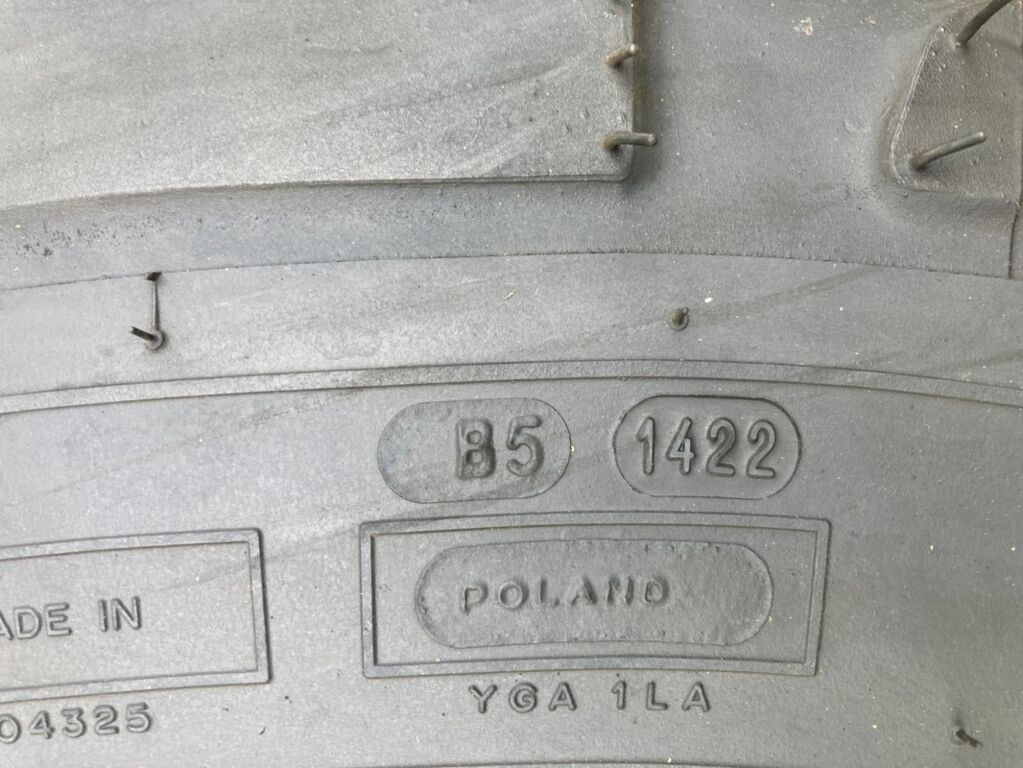 B5 1422
ADE IN POLAND
04325 YGA 1LA